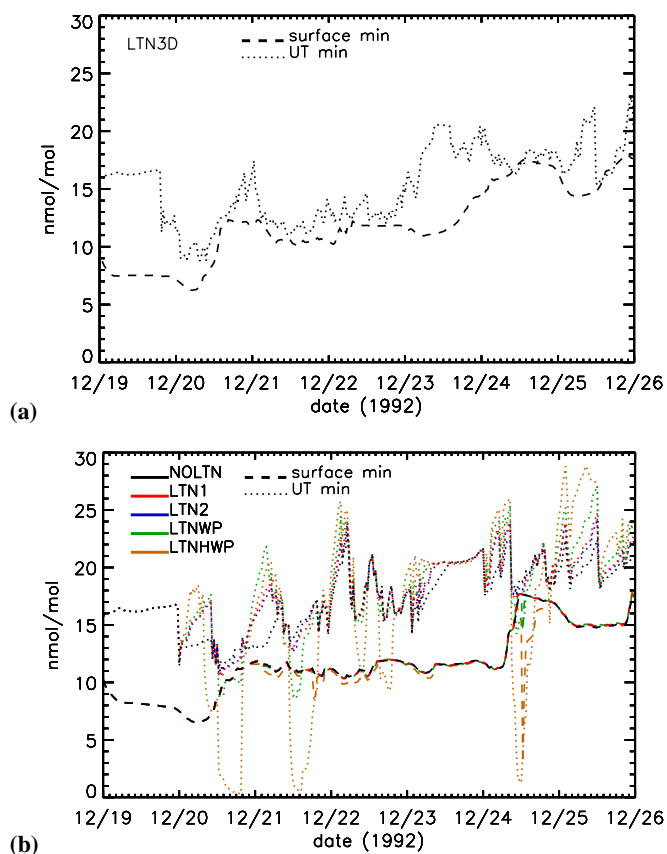 LTN3D
surface min
UT min
30
25
20
15
10
5
0
nmol/mol
12/19 12/20 12/21 12/22 12/23 12/24 12/25 12/26
date (1992)
(a)
NOLTN
LTN1
LTN2
LTNWP
LTNHWP
surface min
UT min
30
25
20
15
10
5
0
nmol/mol
12/19 12/20 12/21 12/22 12/23 12/24 12/25 12/26
date (1992)
(b)